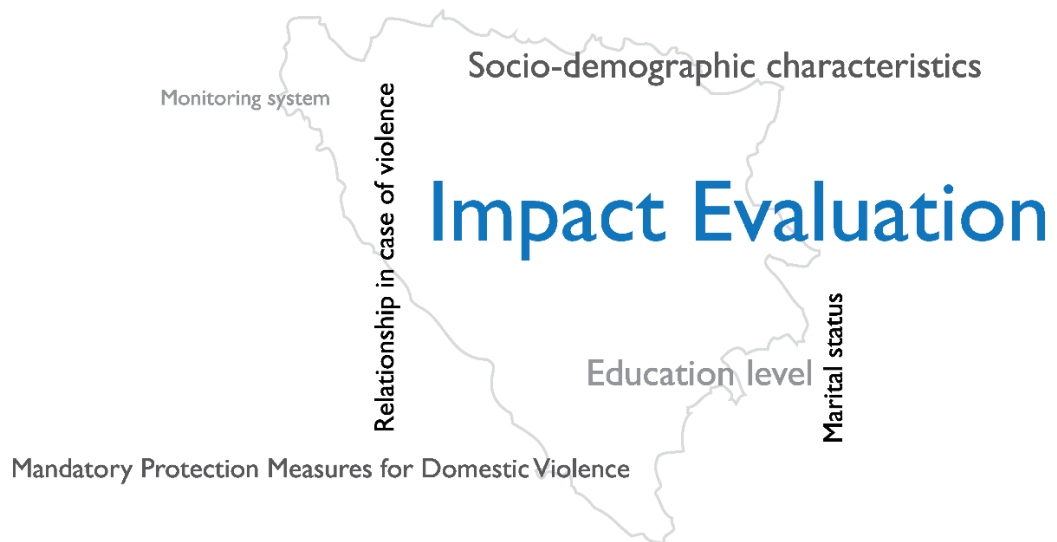 Socio-demographic characteristics
Monitoring system
Relationship in case of violence
Impact Evaluation
Marital status
Education level
Mandatory Protection Measures for Domestic Violence